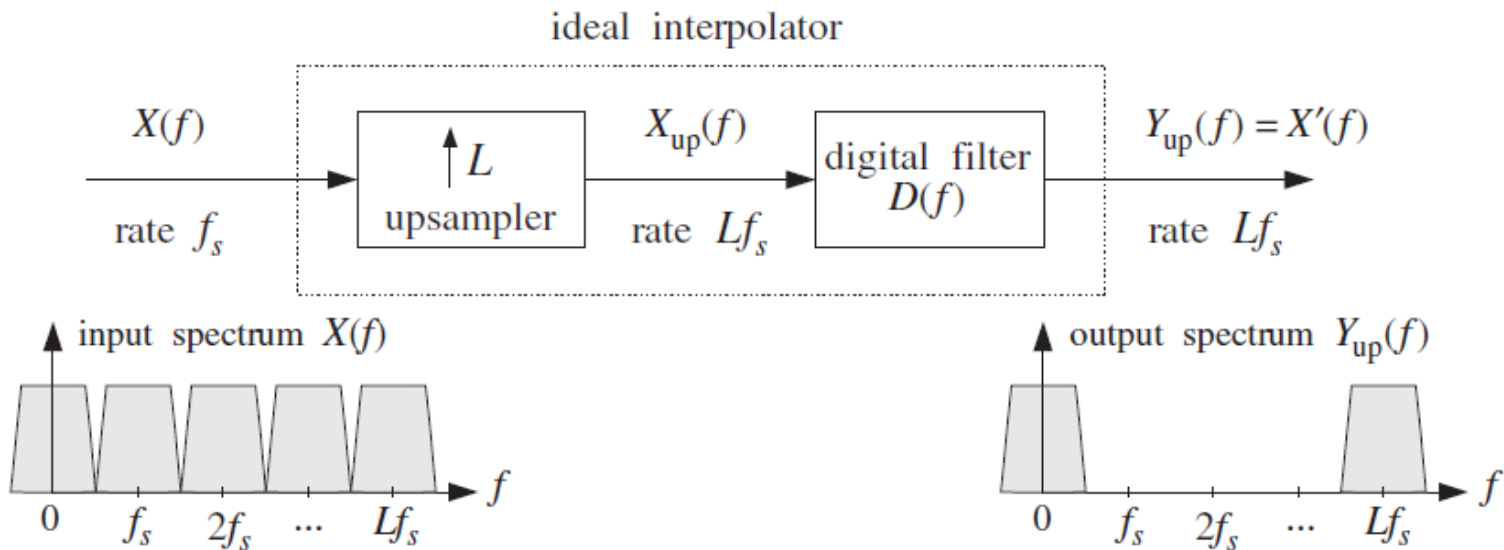 ideal interpolator
X(f)
X_up(f)
Y_up(f) = X′(f)
L
upsampler
digital filter
D(f)
rate f_s
rate Lf_s
rate Lf_s
input spectrum X(f)
0 f_s 2f_s ... Lf_s f
output spectrum Y_up(f)
0 f_s 2f_s ... Lf_s f